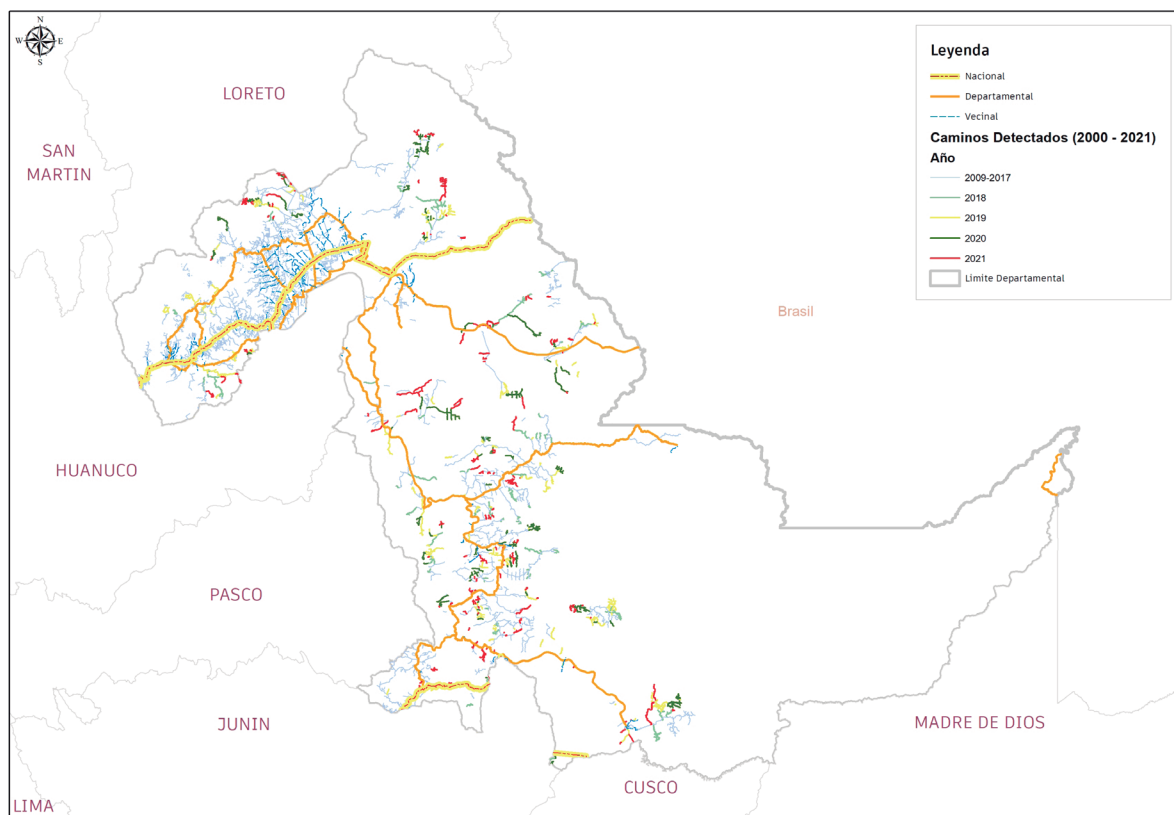 N
W
E
S
LORETO
SAN
MARTIN
HUANUCO
PASCO
JUNIN
LIMA
CUSCO
MADRE DE DIOS
Brasil
Leyenda
Nacional
Departamental
Vecinal
Caminos Detectados (2000 - 2021)
Año
2009-2017
2018
2019
2020
2021
Limite Departamental